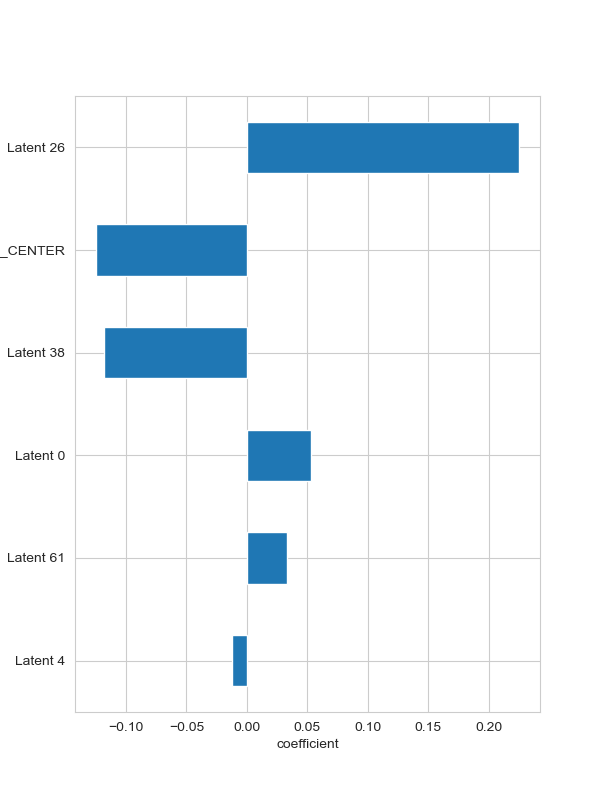 Latent 26
_CENTER
Latent 38
Latent 0
Latent 61
Latent 4
−0.10 −0.05 0.00 0.05 0.10 0.15 0.20
coefficient